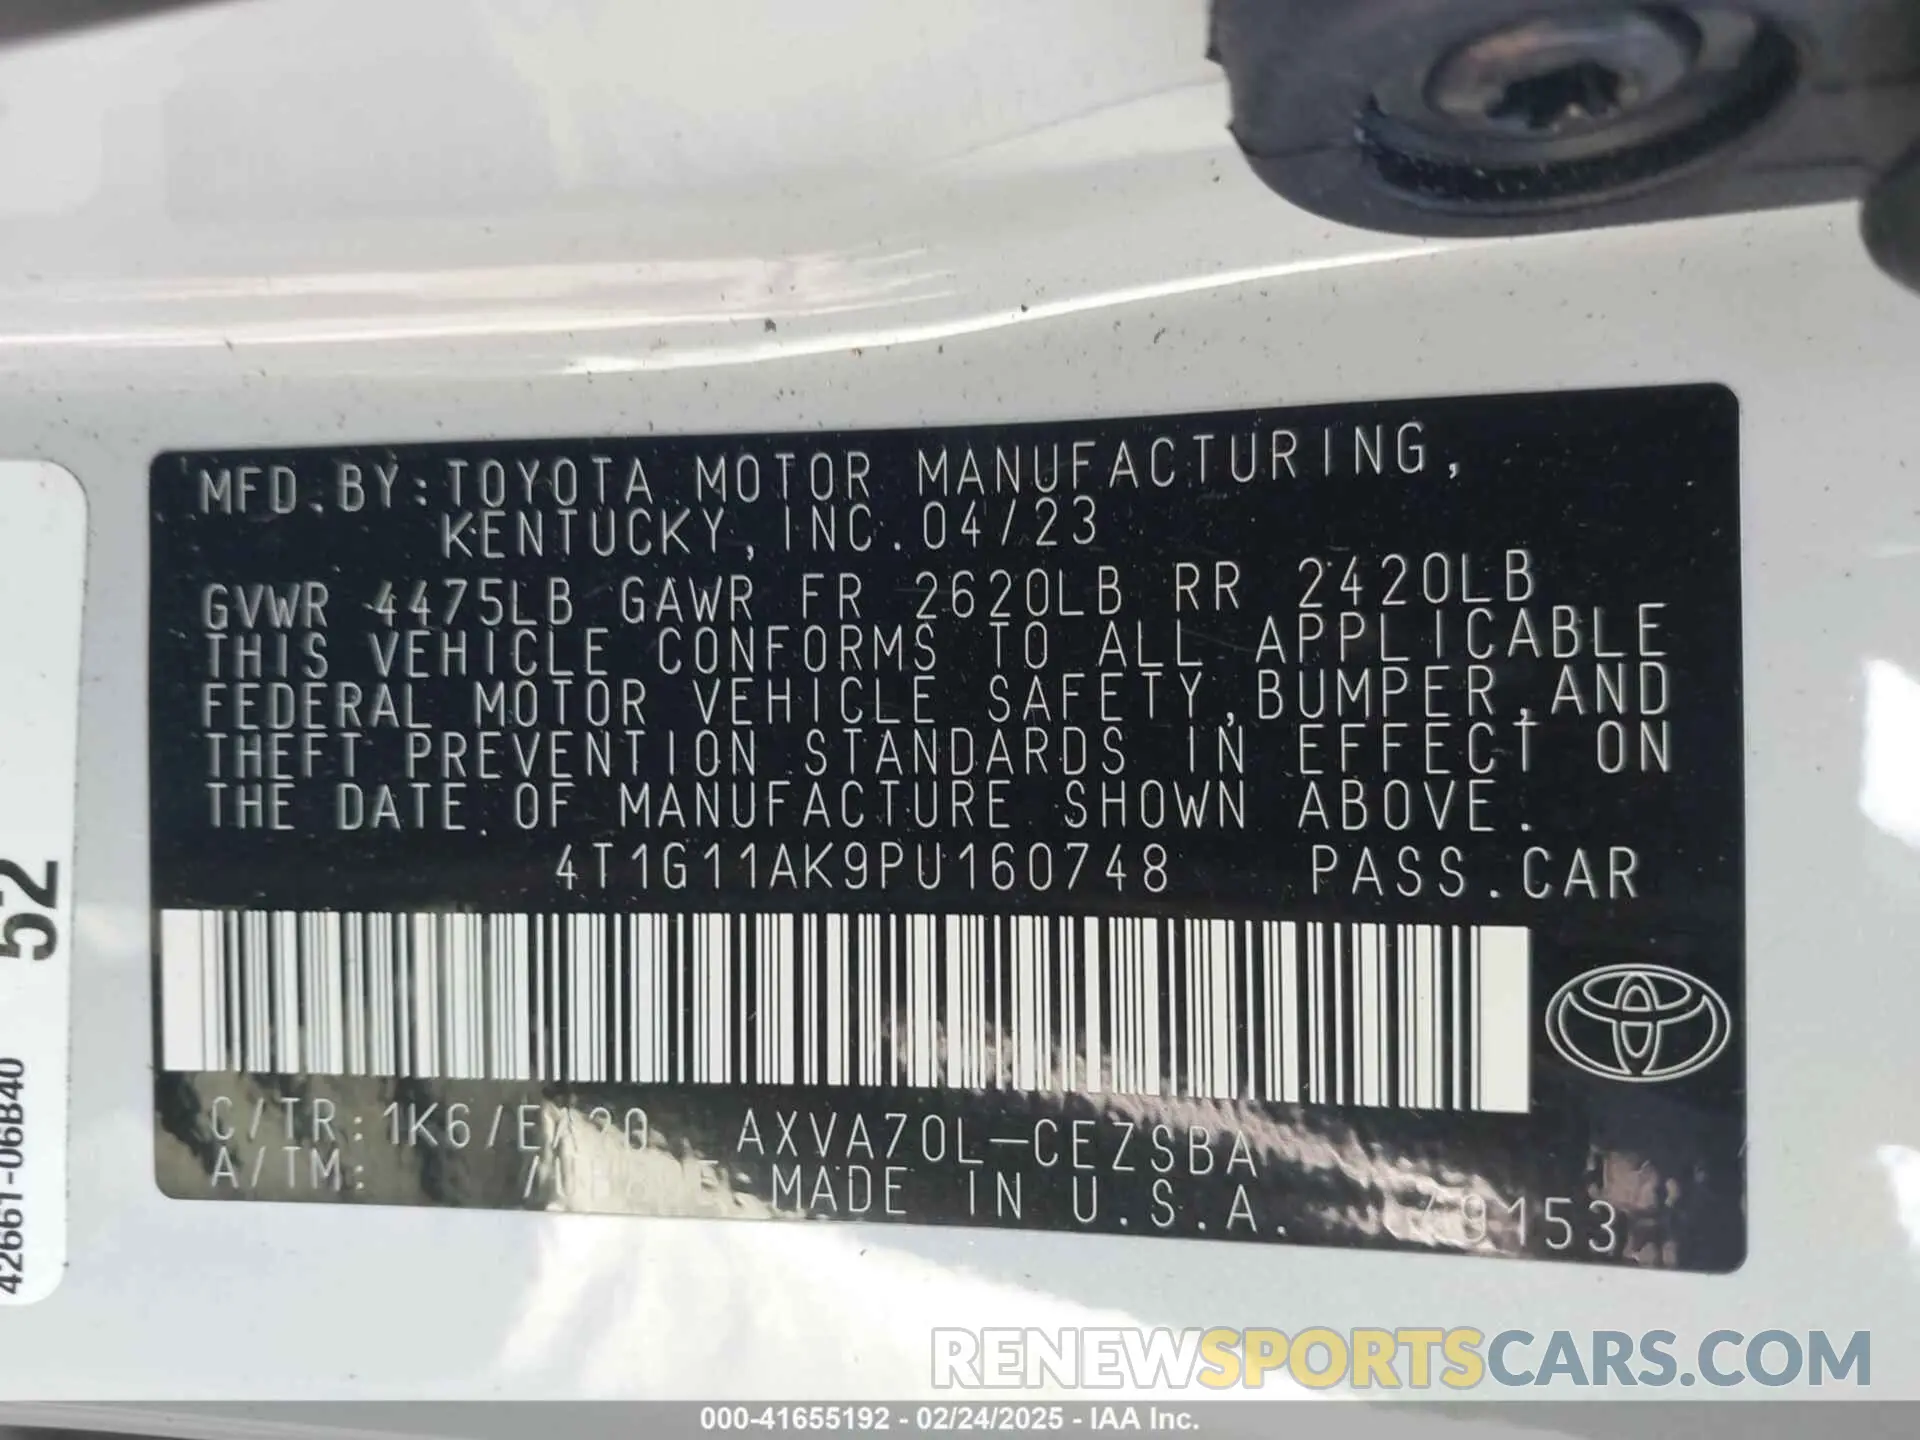 MFD.BY:TOYOTA MOTOR MANUFACTURING,
KENTUCKY, INC. 04/23
GVWR 4475LB GAWR FR 2620LB RR 2420LB
THIS VEHICLE CONFORMS TO ALL APPLICABLE
FEDERAL MOTOR VEHICLE SAFETY,BUMPER,AND
THEFT PREVENTION STANDARDS IN EFFECT ON
THE DATE OF MANUFACTURE SHOWN ABOVE.
4T1G11AK9PU160748 PASS.CAR
C/TR:1K6/EA20 AXVA70L-CEZSBA
A/TM: MADE IN U.S.A.
52
42661-06B40
RENEWSPORTSCARS.COM
000-41655192 - 02/24/2025 - IAA Inc.